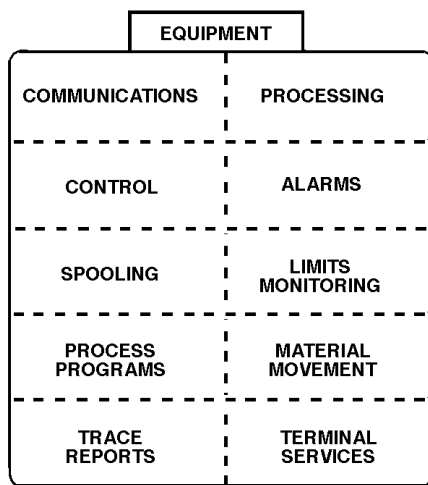 EQUIPMENT
COMMUNICATIONS
PROCESSING
CONTROL
ALARMS
SPOOLING
LIMITS
MONITORING
PROCESS
PROGRAMS
MATERIAL
MOVEMENT
TRACE
REPORTS
TERMINAL
SERVICES